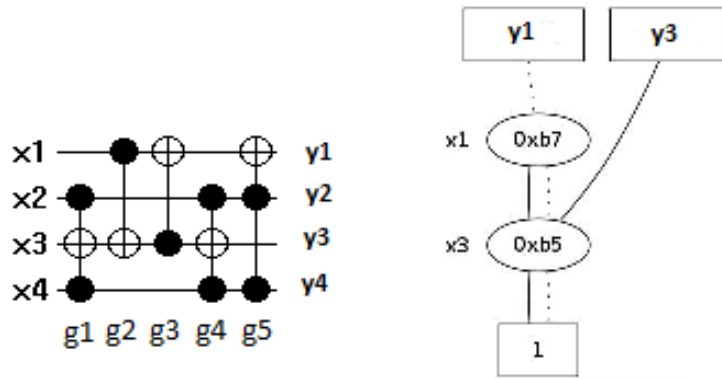 y1 y3
x1 0xb7
x1 y1
x2 y2
x3 y3
x3 0xb5
x4 y4
g1 g2 g3 g4 g5
1